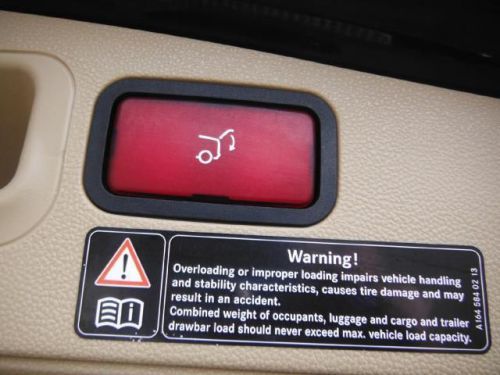 Warning!
Overloading or improper loading impairs vehicle handling
and stability characteristics, causes tire damage and may
result in an accident.
Combined weight of occupants, luggage and cargo and trailer
drawbar load should never exceed max. vehicle load capacity.
A164 584 02 13